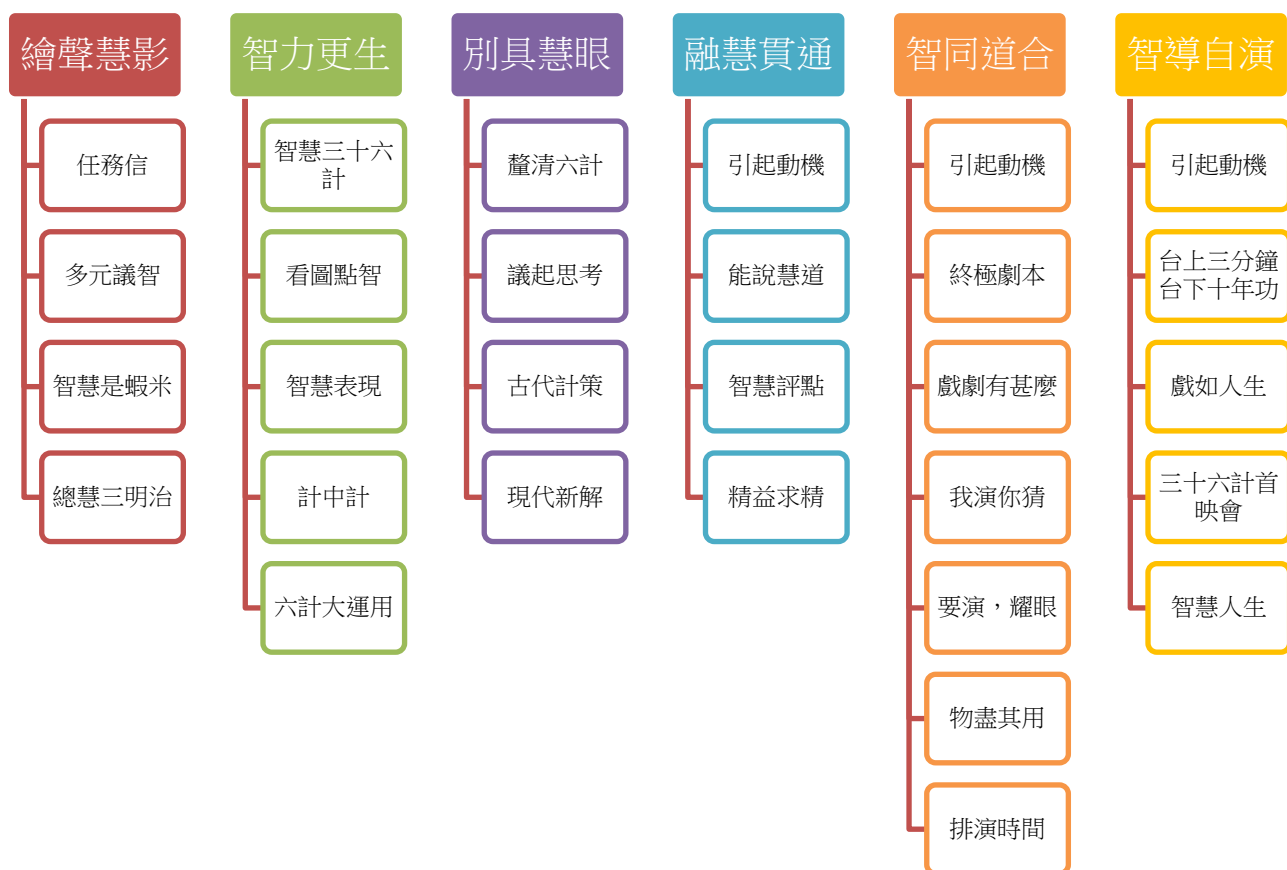 繪聲慧影
任務信
多元議智
智慧是蝦米
總慧三明治
智力更生
智慧三十六
計
看圖點智
智慧表現
計中計
六計大運用
別具慧眼
釐清六計
議起思考
古代計策
現代新解
融慧貫通
引起動機
能說慧道
智慧評點
精益求精
智同道合
引起動機
終極劇本
戲劇有甚麼
我演你猜
要演，耀眼
物盡其用
排演時間
智導自演
引起動機
台上三分鐘
台下十年功
戲如人生
三十六計首
映會
智慧人生